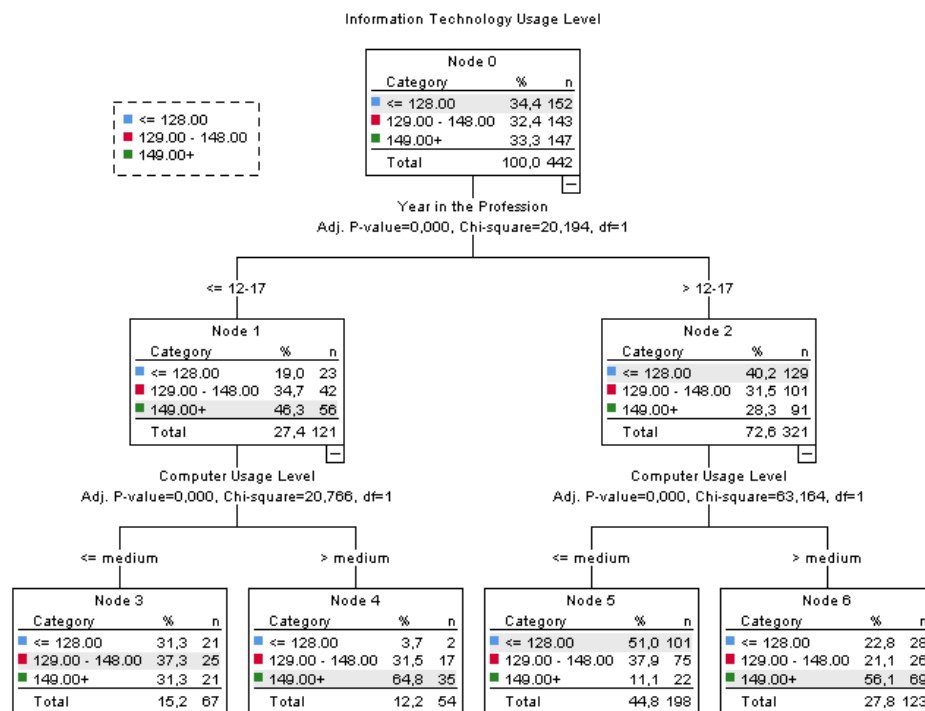 Information Technology Usage Level
<= 128.00
129.00 - 148.00
149.00+
Node 0
Category % n
<= 128.00 34,4 152
129.00 - 148.00 32,4 143
149.00+ 33,3 147
Total 100,0 442
Year in the Profession
Adj. P-value=0,000, Chi-square=20,194, df=1
<= 12-17
> 12-17
Node 1
Category % n
<= 128.00 19,0 23
129.00 - 148.00 34,7 42
149.00+ 46,3 56
Total 27,4 121
Node 2
Category % n
<= 128.00 40,2 129
129.00 - 148.00 31,5 101
149.00+ 28,3 91
Total 72,6 321
Computer Usage Level
Adj. P-value=0,000, Chi-square=20,766, df=1
Computer Usage Level
Adj. P-value=0,000, Chi-square=63,164, df=1
<= medium
> medium
<= medium
> medium
Node 3
Category % n
<= 128.00 31,3 21
129.00 - 148.00 37,3 25
149.00+ 31,3 21
Total 15,2 67
Node 4
Category % n
<= 128.00 3,7 2
129.00 - 148.00 31,5 17
149.00+ 64,8 35
Total 12,2 54
Node 5
Category % n
<= 128.00 51,0 101
129.00 - 148.00 37,9 75
149.00+ 11,1 22
Total 44,8 198
Node 6
Category % n
<= 128.00 22,8 28
129.00 - 148.00 21,1 26
149.00+ 56,1 69
Total 27,8 123